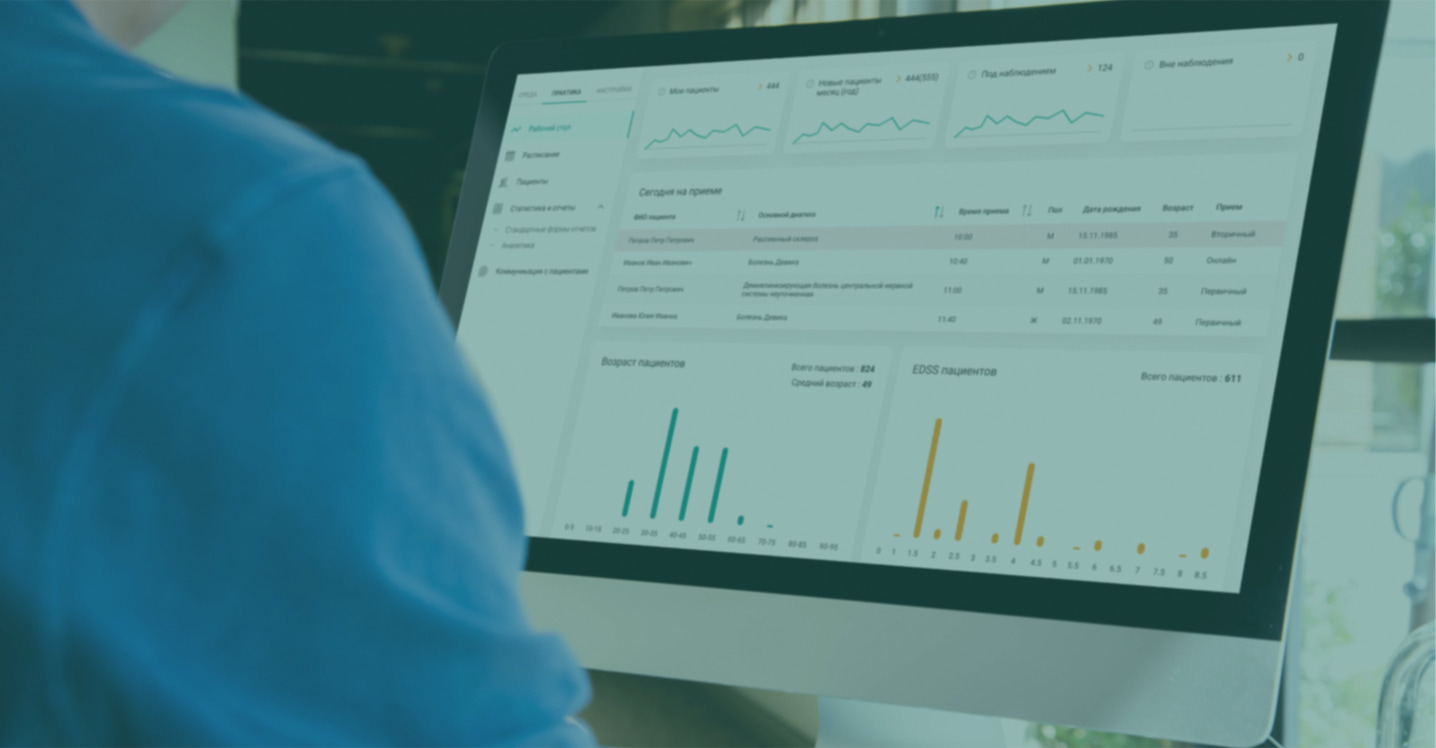 СРЕДА ПРАКТИКА НАСТРОЙКИ
Рабочий стол
Расписание
Пациенты
Статистика и отчеты
Стандартные формы отчетов
Аналитика
Коммуникация с пациентами
Мои пациенты 444
Новые пациенты 444(555)
месяц (год)
Под наблюдением 124
Вне наблюдения 0
Сегодня на приеме
ФИО пациента Основной диагноз Время приема Пол Дата рождения Возраст Прием
Петров Петр Петрович Рассеянный склероз 10:00 М 15.11.1985 35 Вторичный
Иванов Иван Иванович Болезнь Девика 10:40 М 01.01.1970 50 Онлайн
Петров Петр Петрович Демиелинизирующая болезнь центральной нервной 11:00 М 15.11.1985 35 Первичный
системы неуточненная
Иванова Юлия Ивановна Болезнь Девика 11:40 Ж 02.11.1970 49 Первичный
Возраст пациентов Всего пациентов : 824
Средний возраст : 49
0-5 10-15 20-25 30-35 40-45 50-55 60-65 70-75 80-85 90-95
EDSS пациентов Всего пациентов : 611
0 1 1.5 2 2.5 3 3.5 4 4.5 5 5.5 6 6.5 7 7.5 8 8.5